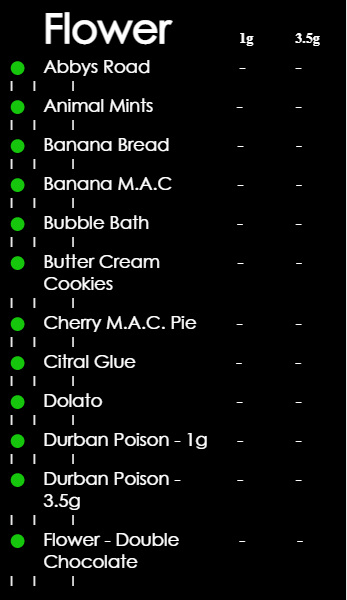 Flower 1g 3.5g
Abbys Road - -
Animal Mints - -
Banana Bread - -
Banana M.A.C - -
Bubble Bath - -
Butter Cream - -
Cookies
Cherry M.A.C. Pie - -
Citral Glue - -
Dolato - -
Durban Poison - 1g - -
Durban Poison - - -
3.5g
Flower - Double - -
Chocolate